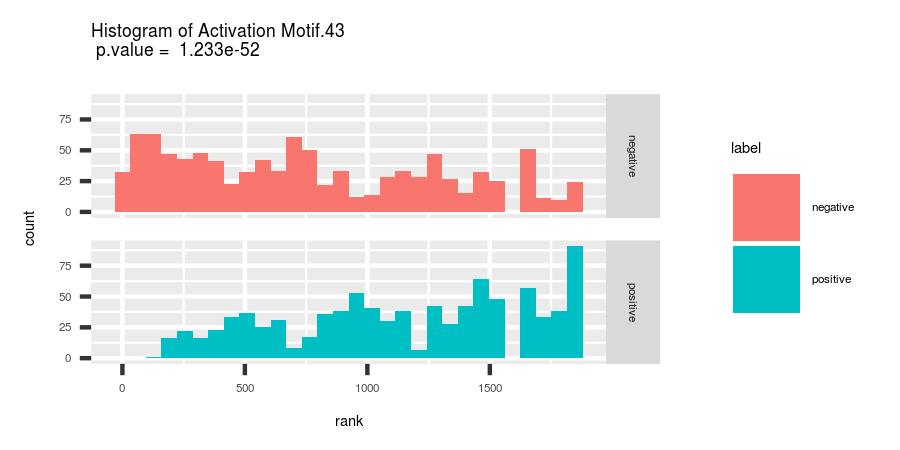 Histogram of Activation Motif.43
p.value = 1.233e-52
75
50
25
0
negative
75
50
25
0
positive
0 500 1000 1500
rank
count
label
negative
positive